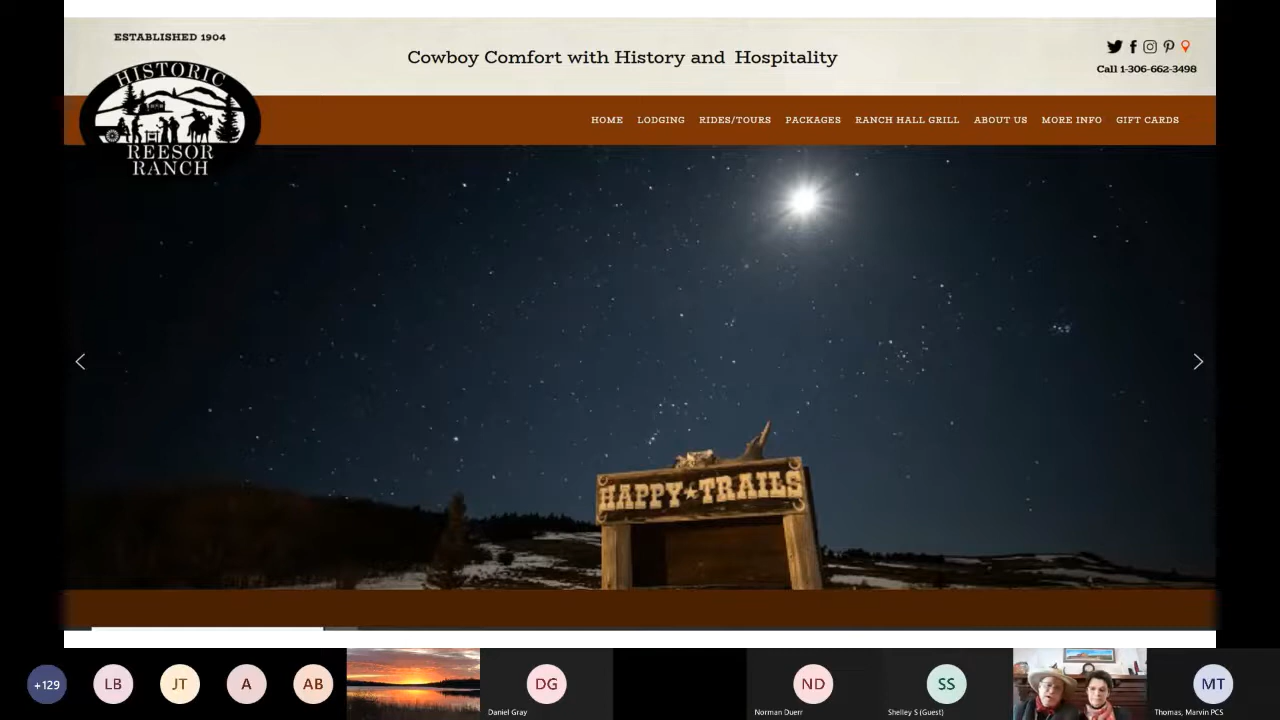 ESTABLISHED 1904
HISTORIC
REESOR
RANCH
Cowboy Comfort with History and Hospitality
Call 1-306-662-3498
HOME LODGING RIDES/TOURS PACKAGES RANCH HALL GRILL ABOUT US MORE INFO GIFT CARDS
HAPPY★TRAILS
+129 LB JT A AB DG ND SS MT
Daniel Gray Norman Duerr Shelley S (Guest) Thomas, Marvin PCS